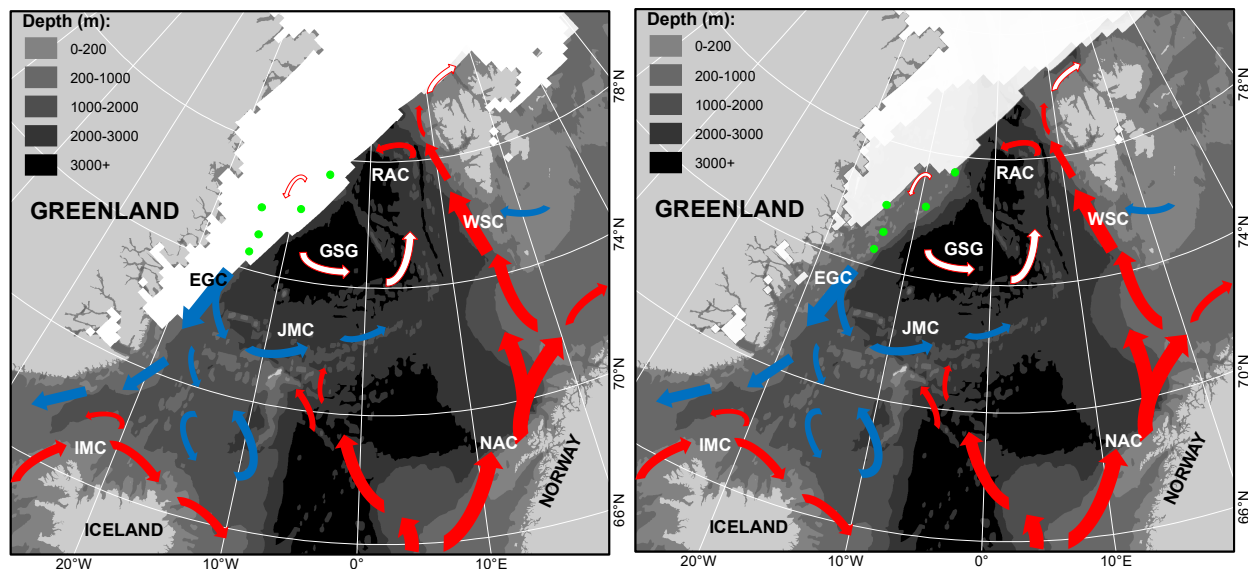 Depth (m):
0-200
200-1000
1000-2000
2000-3000
3000+
GREENLAND
RAC
WSC
GSG
EGC
JMC
IMC
NAC
ICELAND
NORWAY
78°N
74°N
70°N
66°N
20°W
10°W
0°
10°E
Depth (m):
0-200
200-1000
1000-2000
2000-3000
3000+
GREENLAND
RAC
WSC
GSG
EGC
JMC
IMC
NAC
ICELAND
NORWAY
78°N
74°N
70°N
66°N
20°W
10°W
0°
10°E